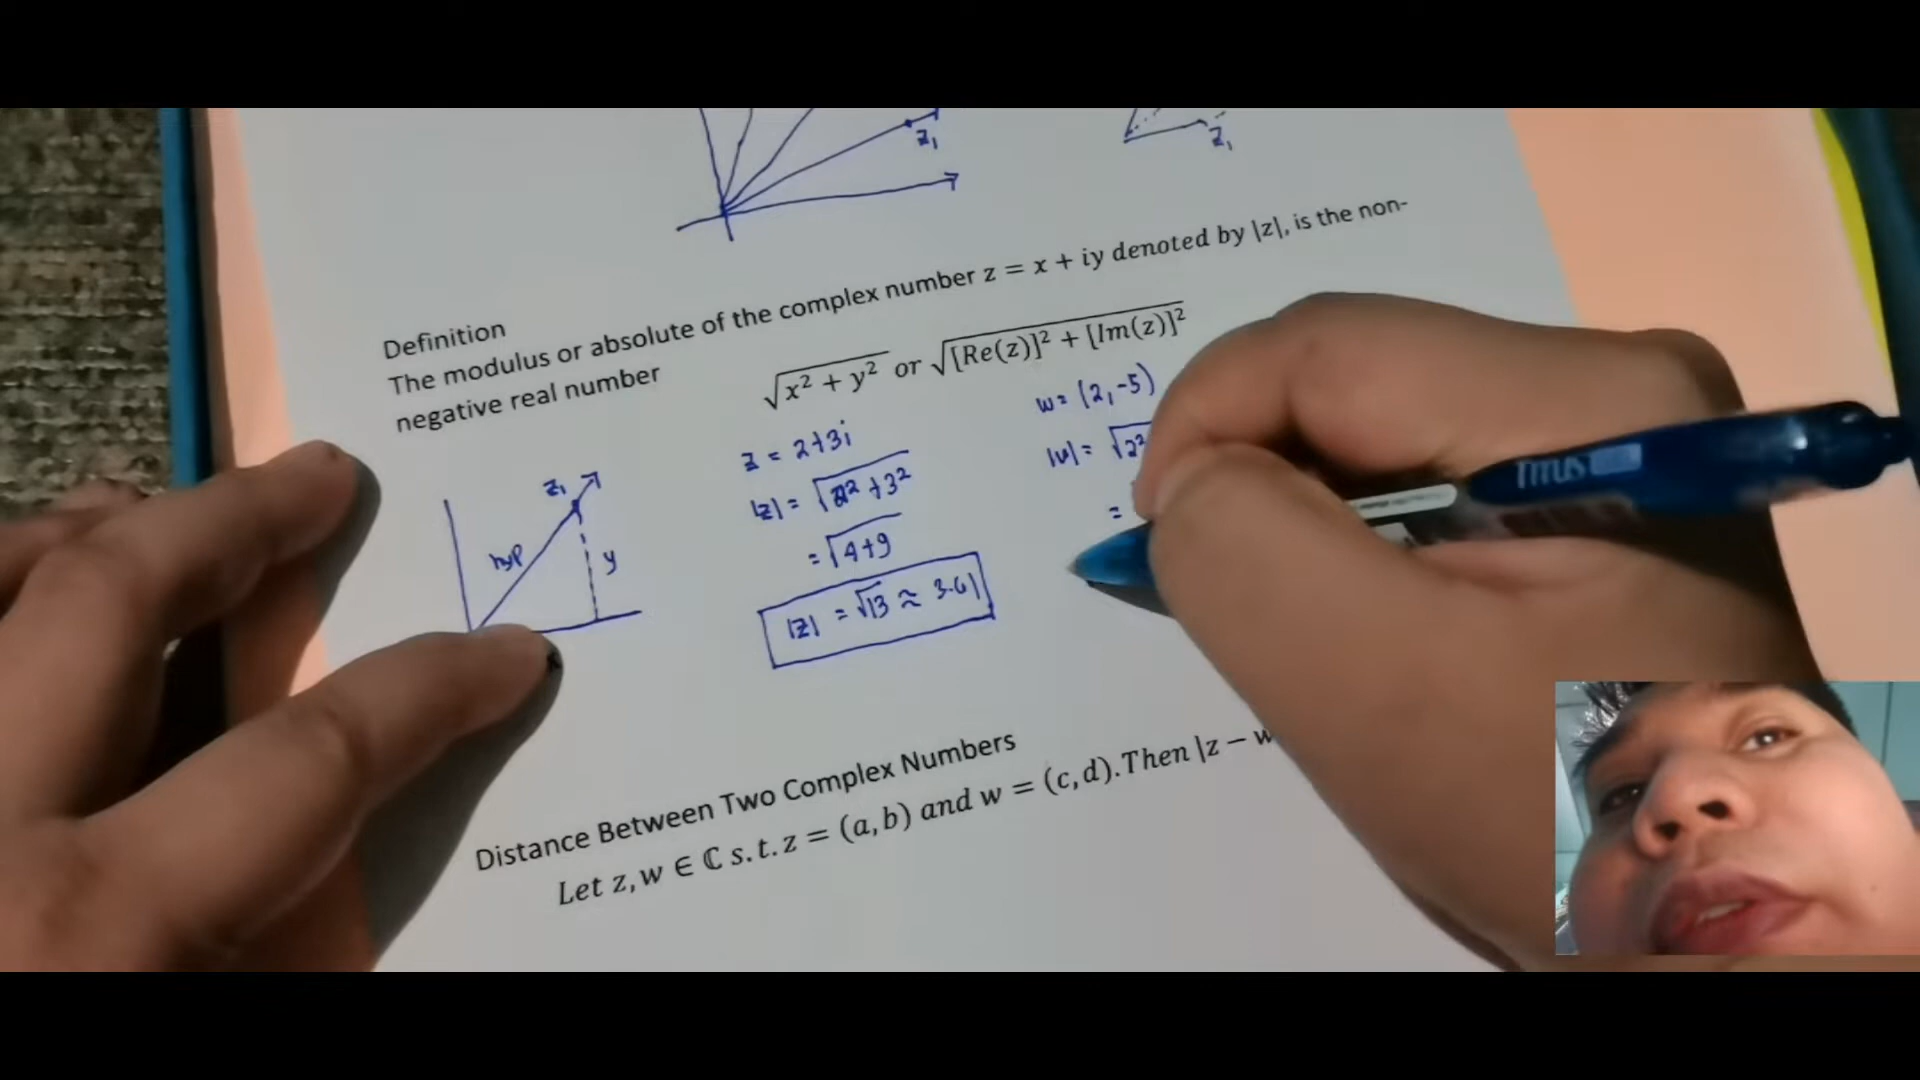 z₁
z₁
Definition
The modulus or absolute of the complex number z = x + iy denoted by |z|, is the non-
negative real number
√x² + y² or √[Re(z)]² + [Im(z)]²
z = 2+3i
|z| = √2² + 3²
= √4+9
|z| = √13 ≈ 3.61
w = (2, -5)
|w| = √2²
=
z₁
hyp
y
Distance Between Two Complex Numbers
Let z, w ∈ ℂ s.t. z = (a, b) and w = (c, d). Then |z − w
TITUS